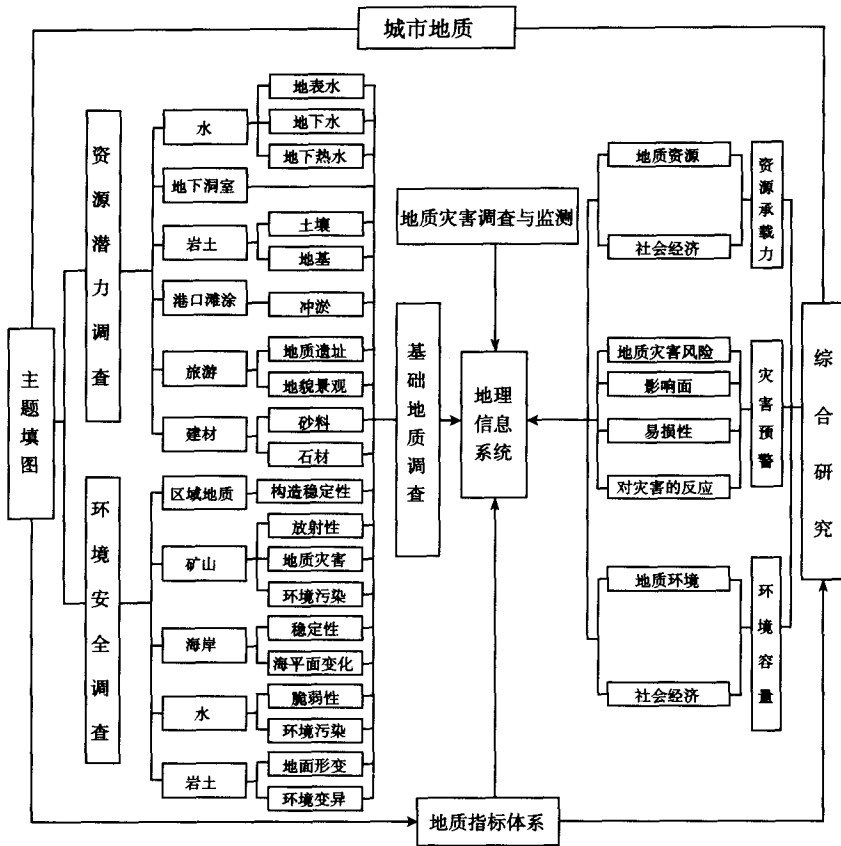 城市地质
主题填图
资源潜力调查
环境安全调查
水
地下洞室
岩土
港口滩涂
旅游
建材
区域地质
矿山
海岸
水
岩土
地表水
地下水
地下热水
土壤
地基
冲淤
地质遗址
地貌景观
砂料
石材
构造稳定性
放射性
地质灾害
环境污染
稳定性
海平面变化
脆弱性
环境污染
地面形变
环境变异
基础地质调查
地质灾害调查与监测
地理
信息
系统
地质指标体系
地质资源
社会经济
地质灾害风险
影响面
易损性
对灾害的反应
地质环境
社会经济
资源承载力
灾害预警
环境容量
综合研究